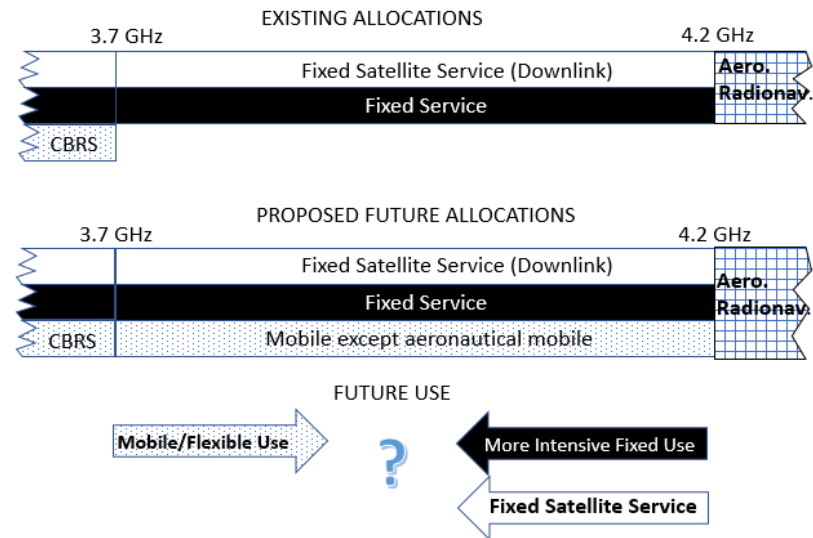 EXISTING ALLOCATIONS
3.7 GHz
4.2 GHz
Fixed Satellite Service (Downlink)
Aero.
Radionav.
Fixed Service
CBRS
PROPOSED FUTURE ALLOCATIONS
3.7 GHz
4.2 GHz
Fixed Satellite Service (Downlink)
Aero.
Radionav.
Fixed Service
CBRS
Mobile except aeronautical mobile
FUTURE USE
Mobile/Flexible Use
?
More Intensive Fixed Use
Fixed Satellite Service